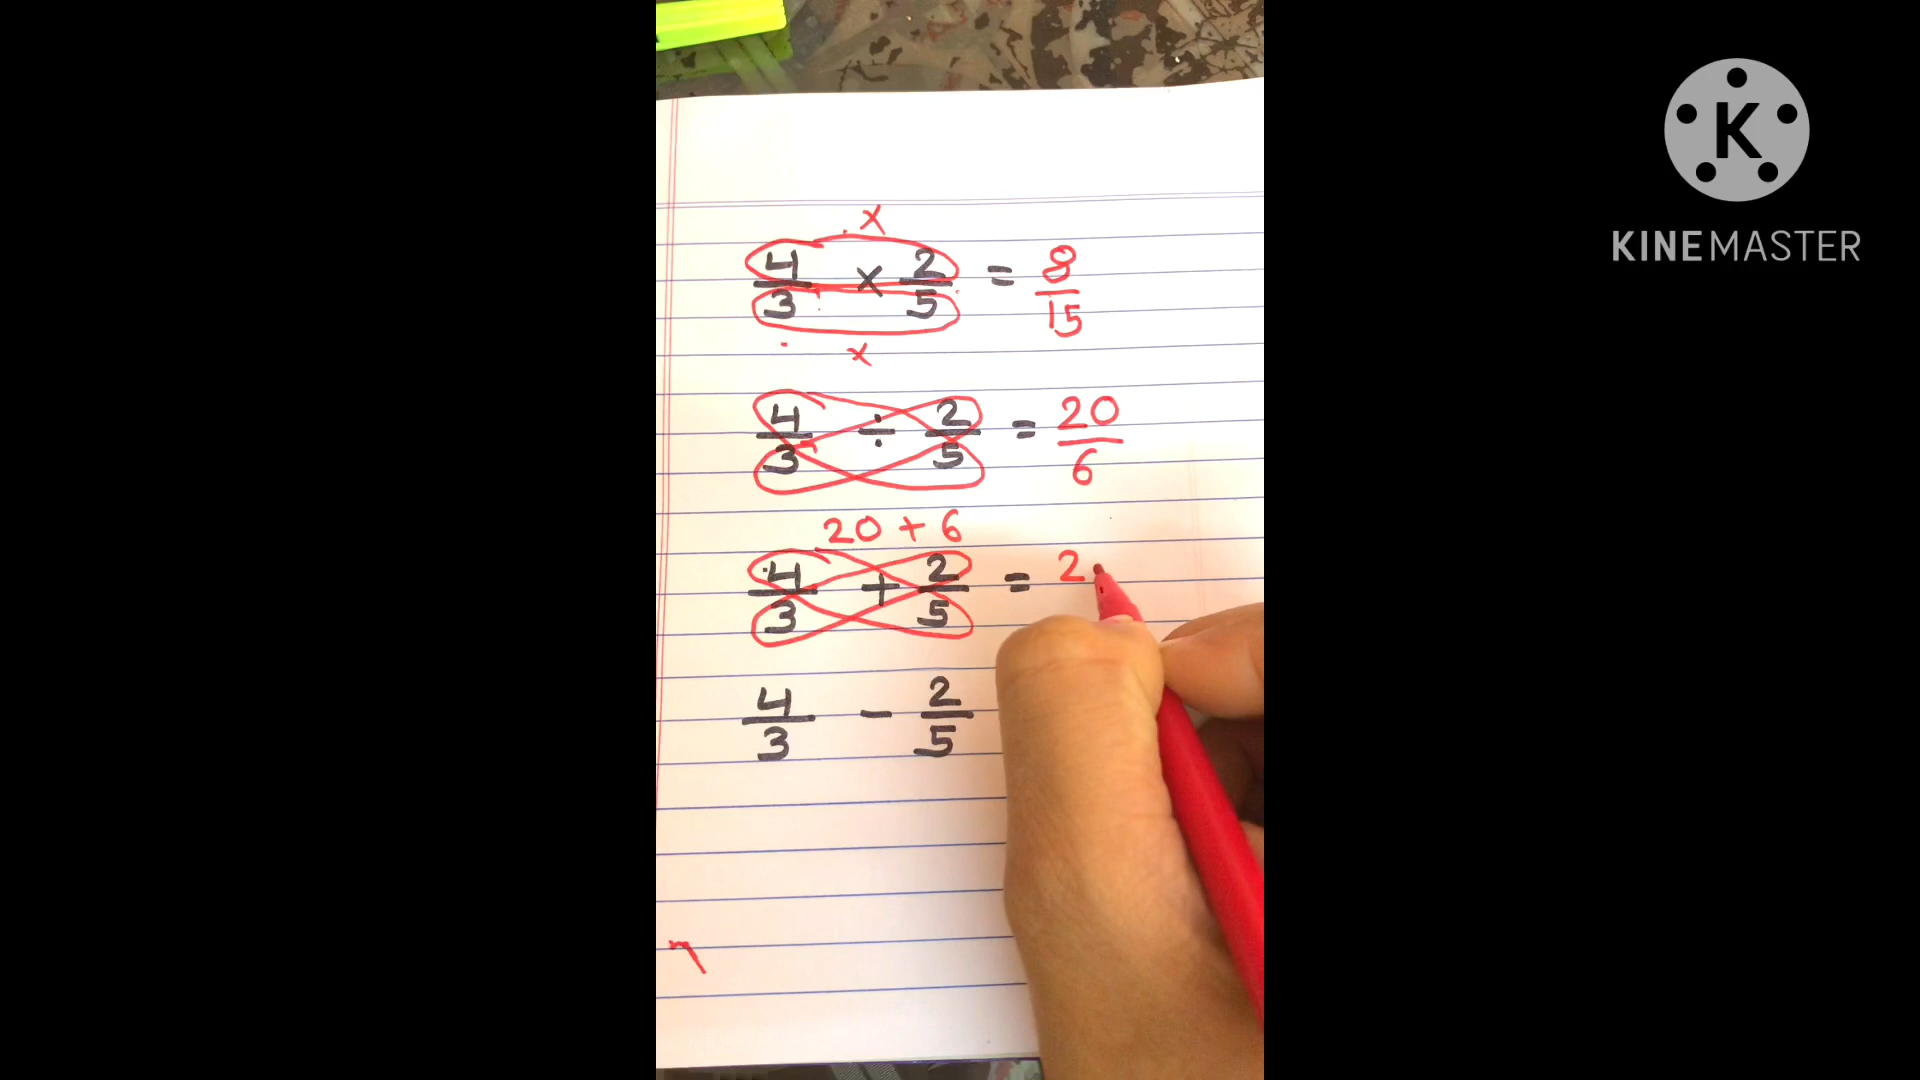 x
4/3 x 2/5 = 8/15
x
4/3 ÷ 2/5 = 20/6
20 + 6
4/3 + 2/5 = 2
4/3 - 2/5
K
KINEMASTER